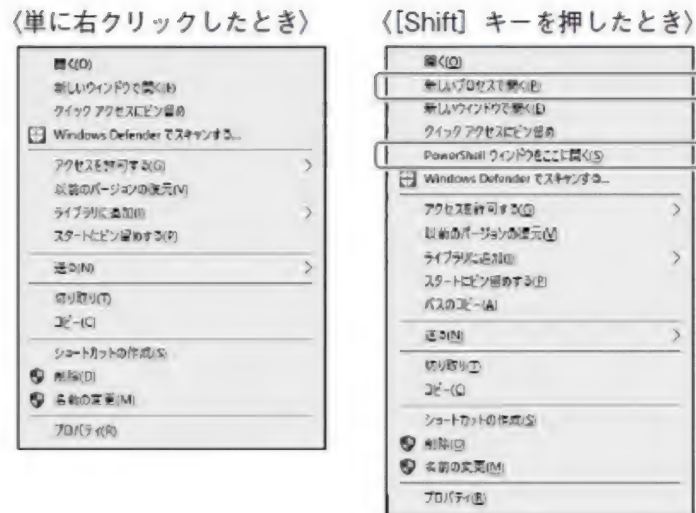 〈単に右クリックしたとき〉
開く(O)
新しいウィンドウで開く(E)
クイック アクセスにピン留め
Windows Defender でスキャンする...
アクセスを許可する(G)
以前のバージョンの復元(V)
ライブラリに追加(I)
スタートにピン留めする(P)
送る(N)
切り取り(T)
コピー(C)
ショートカットの作成(S)
削除(D)
名前の変更(M)
プロパティ(R)
〈[Shift] キーを押したとき〉
開く(O)
新しいプロセスで開く(P)
新しいウィンドウで開く(E)
クイック アクセスにピン留め
PowerShell ウィンドウをここに開く(S)
Windows Defender でスキャンする...
アクセスを許可する(G)
以前のバージョンの復元(V)
ライブラリに追加(I)
スタートにピン留めする(P)
パスのコピー(A)
送る(N)
切り取り(T)
コピー(C)
ショートカットの作成(S)
削除(D)
名前の変更(M)
プロパティ(R)